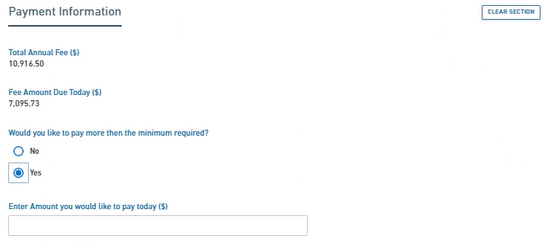 Payment Information
CLEAR SECTION
Total Annual Fee ($)
10,916.50
Fee Amount Due Today ($)
7,095.73
Would you like to pay more then the minimum required?
No
Yes
Enter Amount you would like to pay today ($)